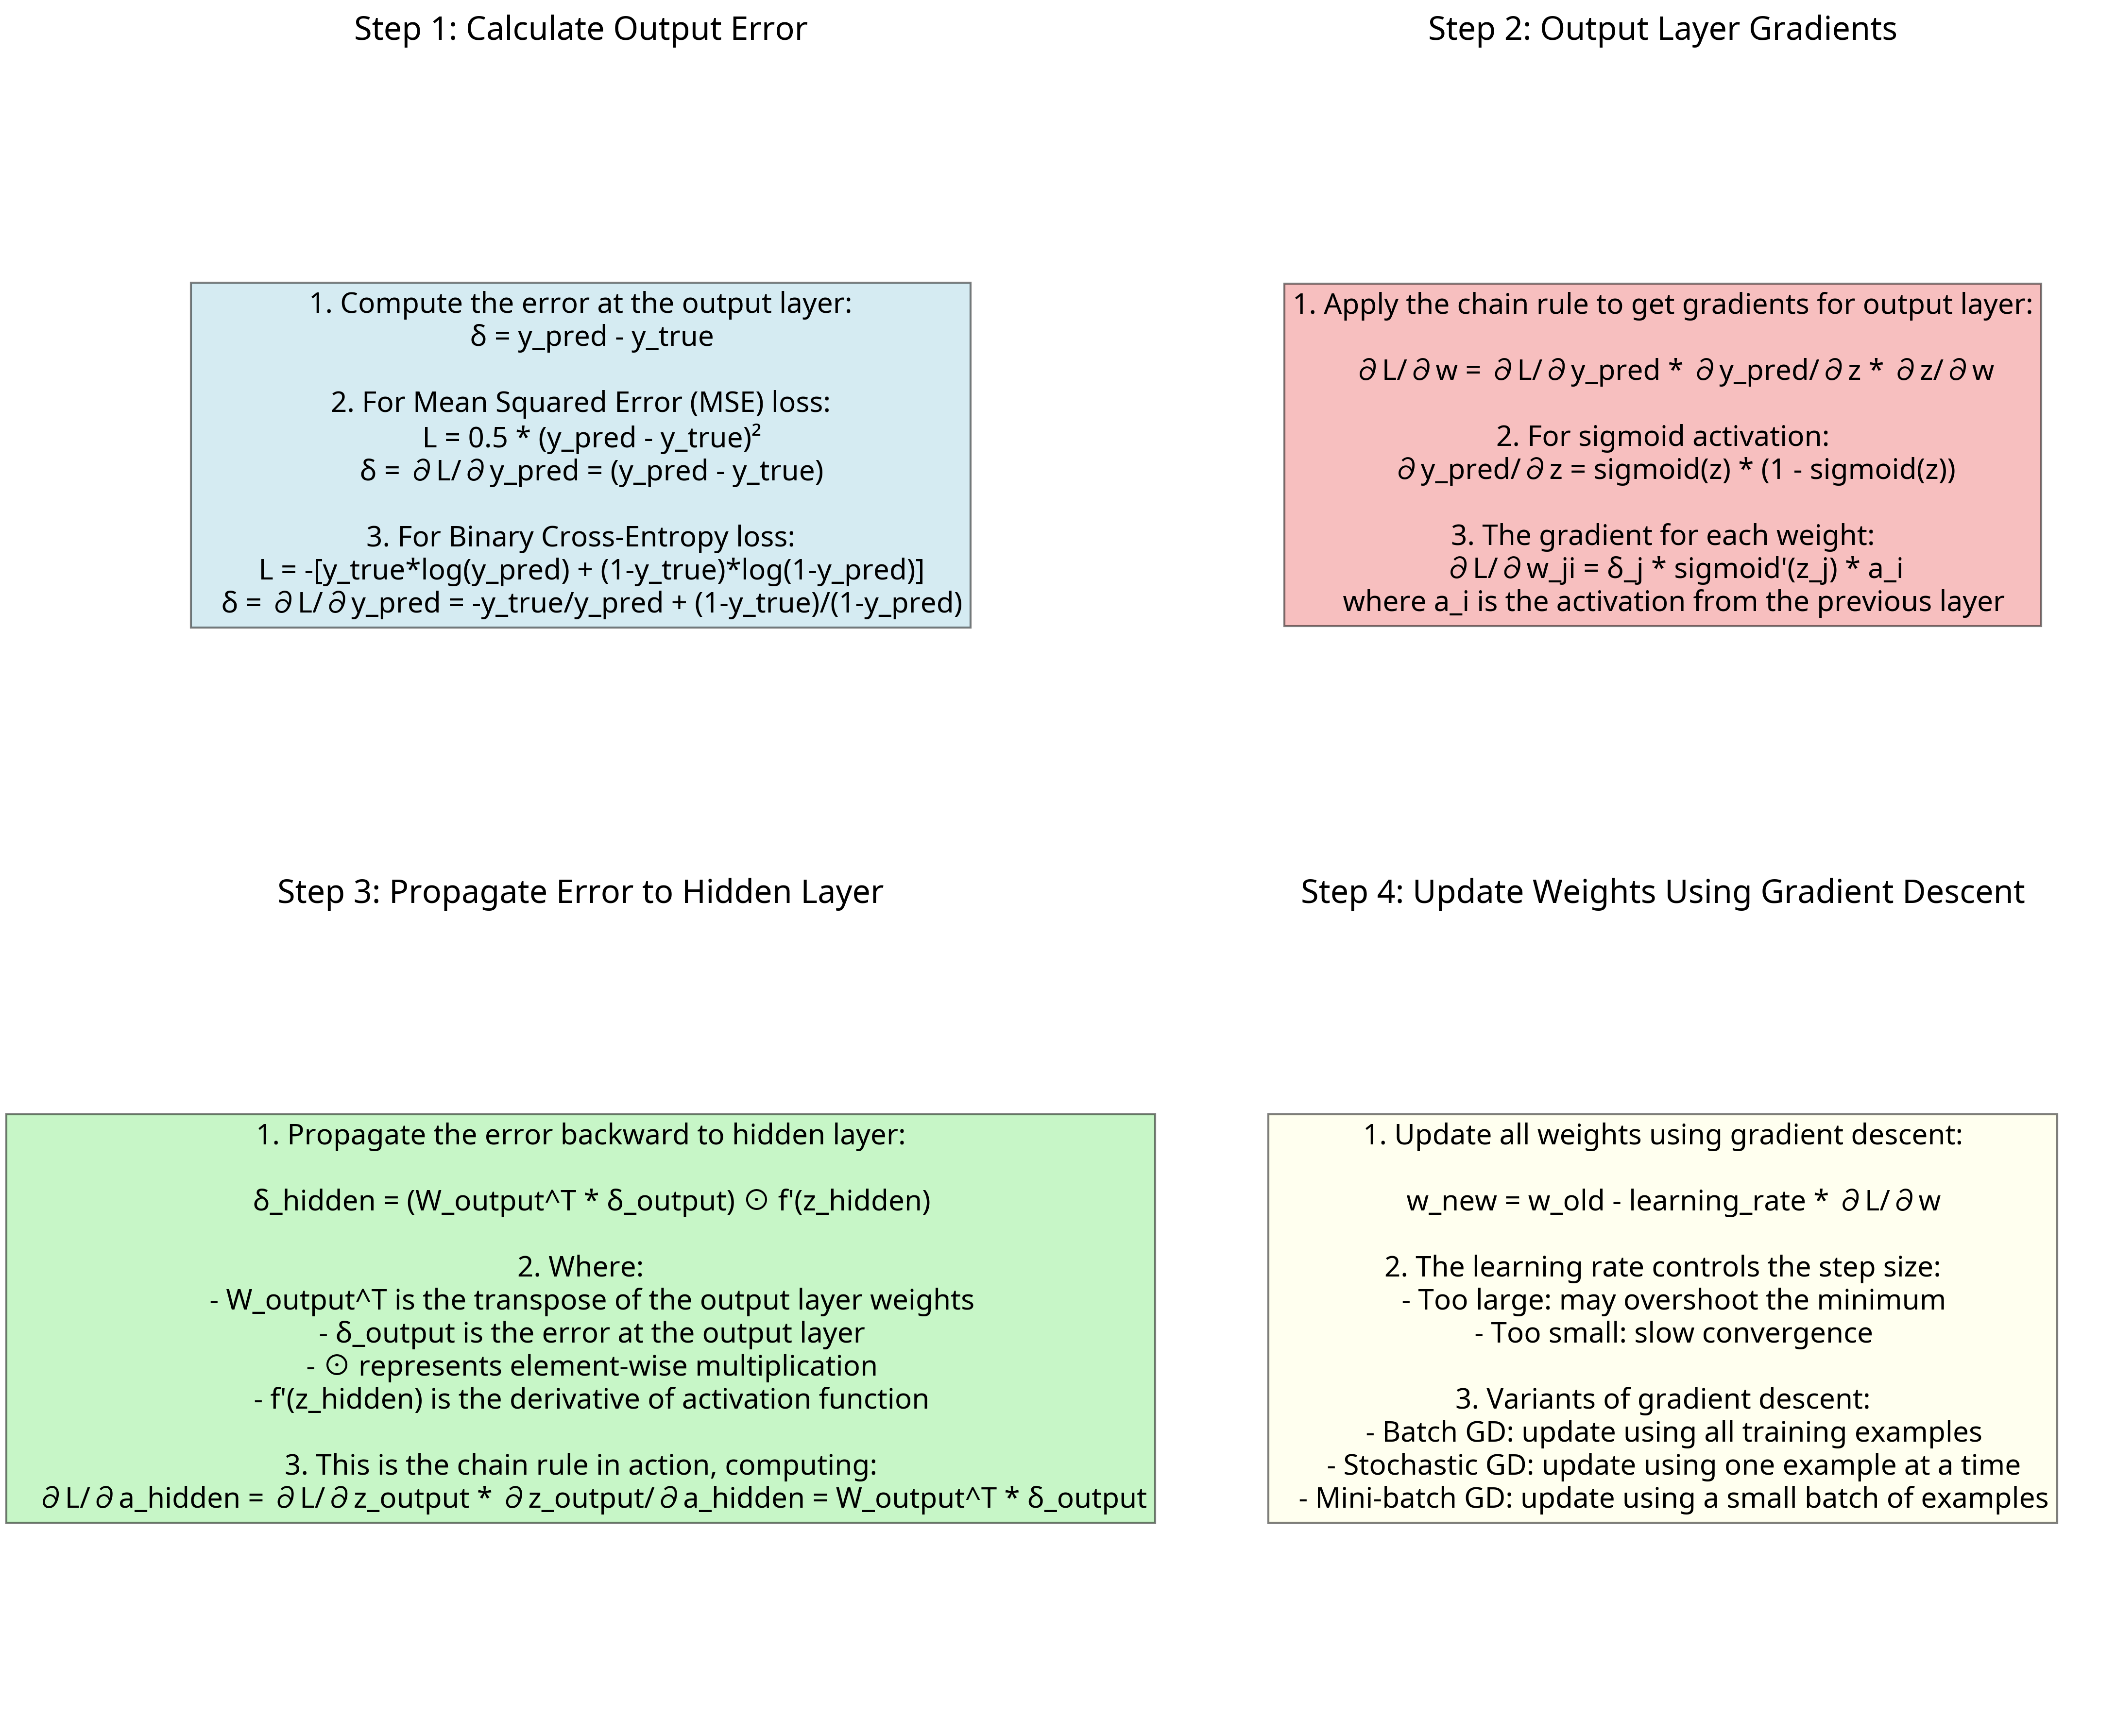 Step 1: Calculate Output Error
1. Compute the error at the output layer:
δ = y_pred - y_true
2. For Mean Squared Error (MSE) loss:
L = 0.5 * (y_pred - y_true)²
δ = ∂L/∂y_pred = (y_pred - y_true)
3. For Binary Cross-Entropy loss:
L = -[y_true*log(y_pred) + (1-y_true)*log(1-y_pred)]
δ = ∂L/∂y_pred = -y_true/y_pred + (1-y_true)/(1-y_pred)
Step 2: Output Layer Gradients
1. Apply the chain rule to get gradients for output layer:
∂L/∂w = ∂L/∂y_pred * ∂y_pred/∂z * ∂z/∂w
2. For sigmoid activation:
∂y_pred/∂z = sigmoid(z) * (1 - sigmoid(z))
3. The gradient for each weight:
∂L/∂w_ji = δ_j * sigmoid'(z_j) * a_i
where a_i is the activation from the previous layer
Step 3: Propagate Error to Hidden Layer
1. Propagate the error backward to hidden layer:
δ_hidden = (W_output^T * δ_output) ⊙ f'(z_hidden)
2. Where:
- W_output^T is the transpose of the output layer weights
- δ_output is the error at the output layer
- ⊙ represents element-wise multiplication
- f'(z_hidden) is the derivative of activation function
3. This is the chain rule in action, computing:
∂L/∂a_hidden = ∂L/∂z_output * ∂z_output/∂a_hidden = W_output^T * δ_output
Step 4: Update Weights Using Gradient Descent
1. Update all weights using gradient descent:
w_new = w_old - learning_rate * ∂L/∂w
2. The learning rate controls the step size:
- Too large: may overshoot the minimum
- Too small: slow convergence
3. Variants of gradient descent:
- Batch GD: update using all training examples
- Stochastic GD: update using one example at a time
- Mini-batch GD: update using a small batch of examples